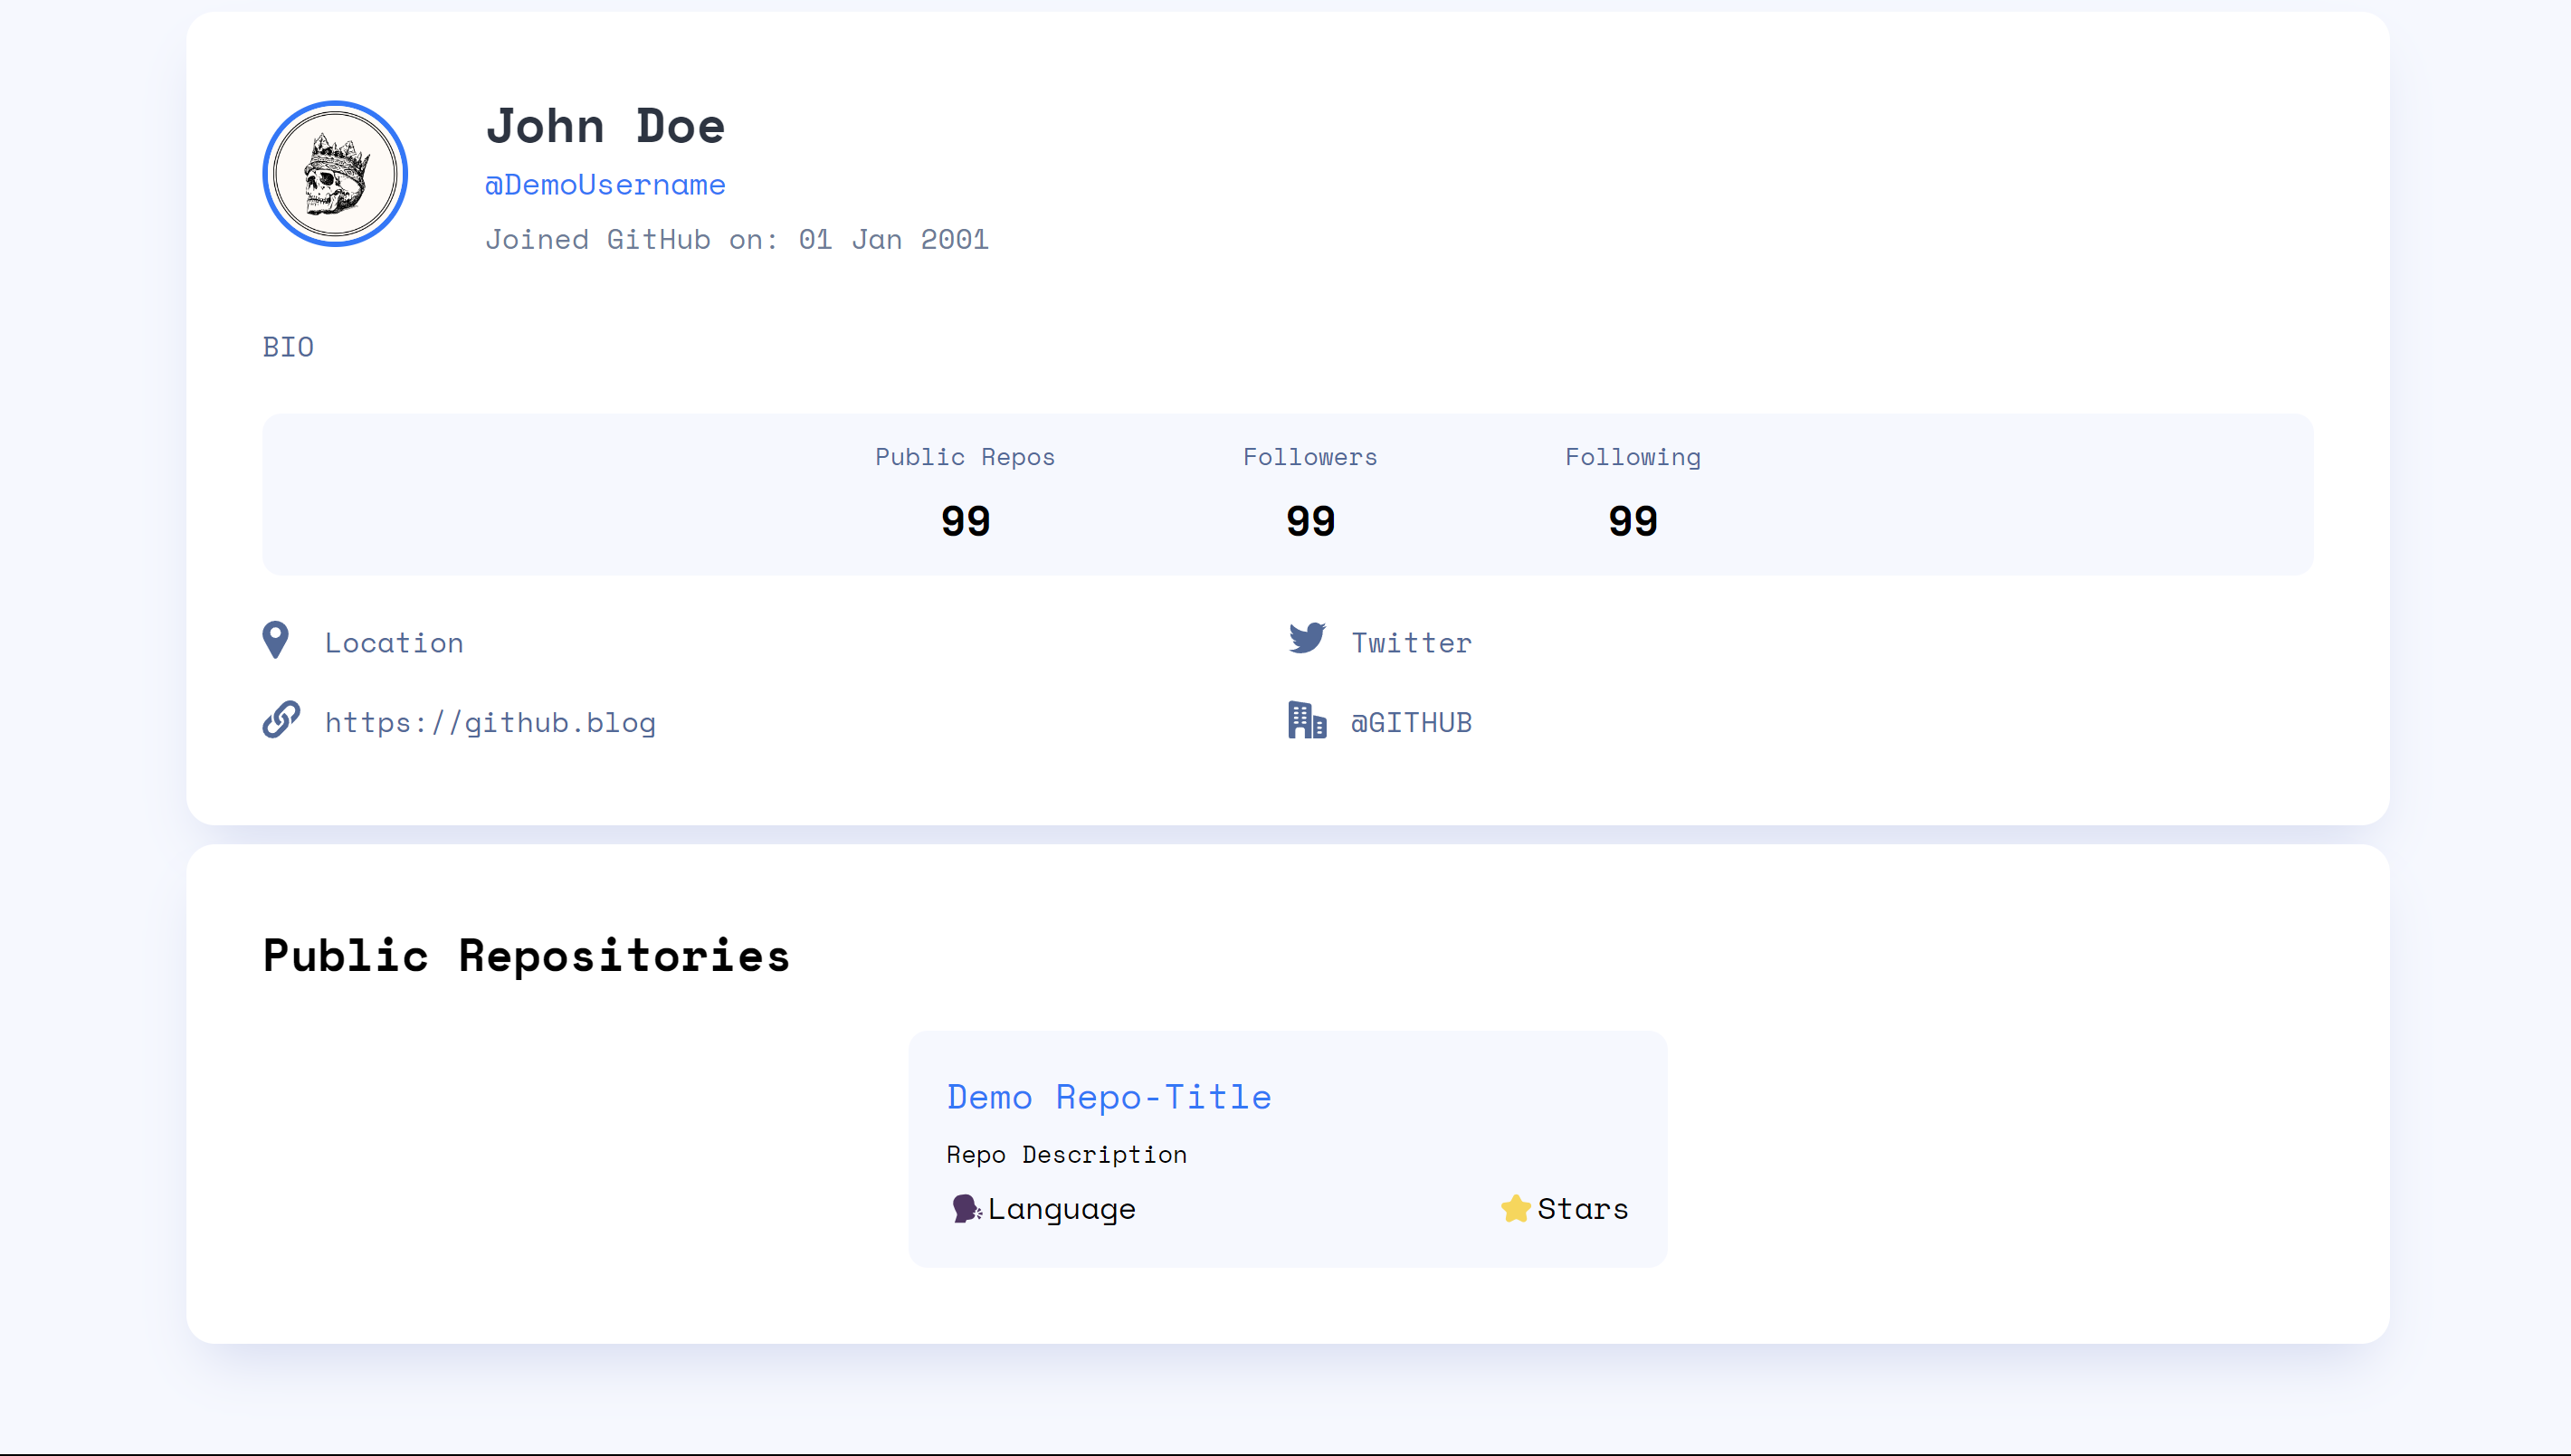 John Doe
@DemoUsername
Joined GitHub on: 01 Jan 2001
BIO
Public Repos
Followers
Following
99
99
99
Location
Twitter
https://github.blog
@GITHUB
Public Repositories
Demo Repo-Title
Repo Description
Language
Stars